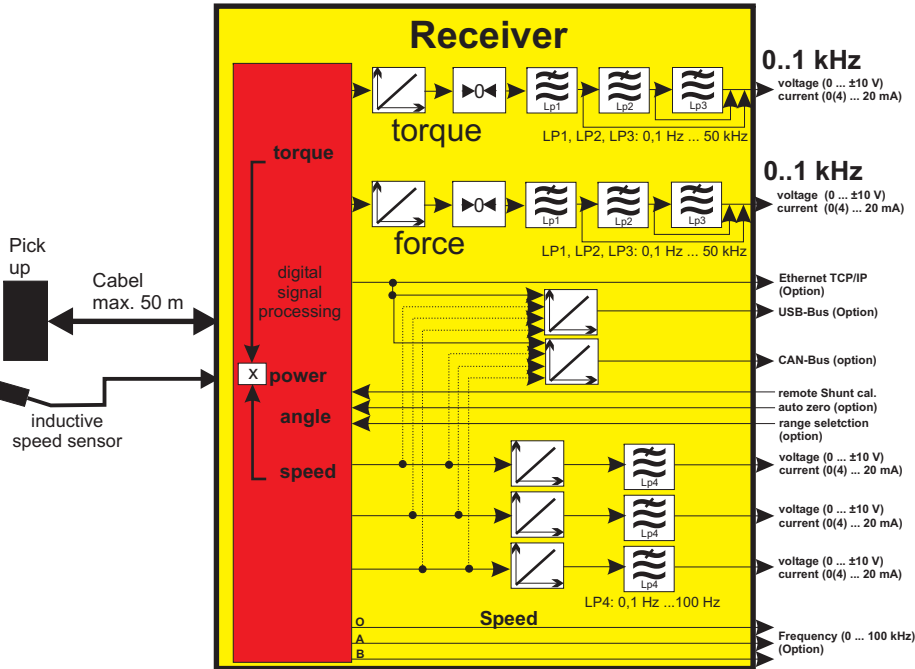 Receiver
0..1 kHz
voltage (0 ... ±10 V)
current (0(4) ... 20 mA)
Lp1
Lp2
Lp3
torque
LP1, LP2, LP3: 0,1 Hz ... 50 kHz
torque
0..1 kHz
voltage (0 ... ±10 V)
current (0(4) ... 20 mA)
0
Lp1
Lp2
Lp3
force
LP1, LP2, LP3: 0,1 Hz ... 50 kHz
Pick
up
Cabel
max. 50 m
digital
signal
processing
Ethernet TCP/IP
(Option)
USB-Bus (Option)
CAN-Bus (option)
X
power
remote Shunt cal.
auto zero (option)
range seletction
(option)
angle
inductive
speed sensor
speed
voltage (0 ... ±10 V)
current (0(4) ... 20 mA)
Lp4
voltage (0 ... ±10 V)
current (0(4) ... 20 mA)
Lp4
voltage (0 ... ±10 V)
current (0(4) ... 20 mA)
Lp4
LP4: 0,1 Hz ...100 Hz
Speed
O
A
B
Frequency (0 ... 100 kHz)
(Option)
0